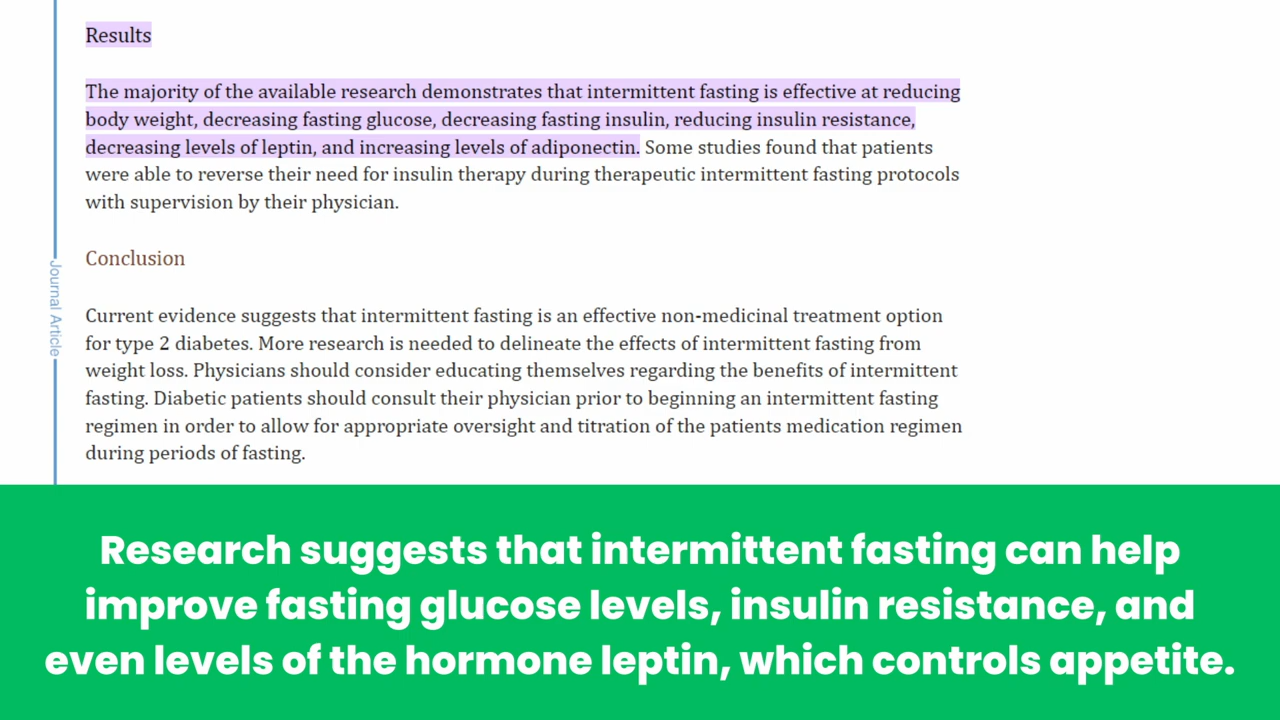 Results
The majority of the available research demonstrates that intermittent fasting is effective at reducing
body weight, decreasing fasting glucose, decreasing fasting insulin, reducing insulin resistance,
decreasing levels of leptin, and increasing levels of adiponectin. Some studies found that patients
were able to reverse their need for insulin therapy during therapeutic intermittent fasting protocols
with supervision by their physician.
Conclusion
Current evidence suggests that intermittent fasting is an effective non-medicinal treatment option
for type 2 diabetes. More research is needed to delineate the effects of intermittent fasting from
weight loss. Physicians should consider educating themselves regarding the benefits of intermittent
fasting. Diabetic patients should consult their physician prior to beginning an intermittent fasting
regimen in order to allow for appropriate oversight and titration of the patients medication regimen
during periods of fasting.
Journal Article
Research suggests that intermittent fasting can help
improve fasting glucose levels, insulin resistance, and
even levels of the hormone leptin, which controls appetite.